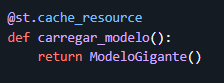 @st.cache_resource
def carregar_modelo():
    return ModeloGigante()